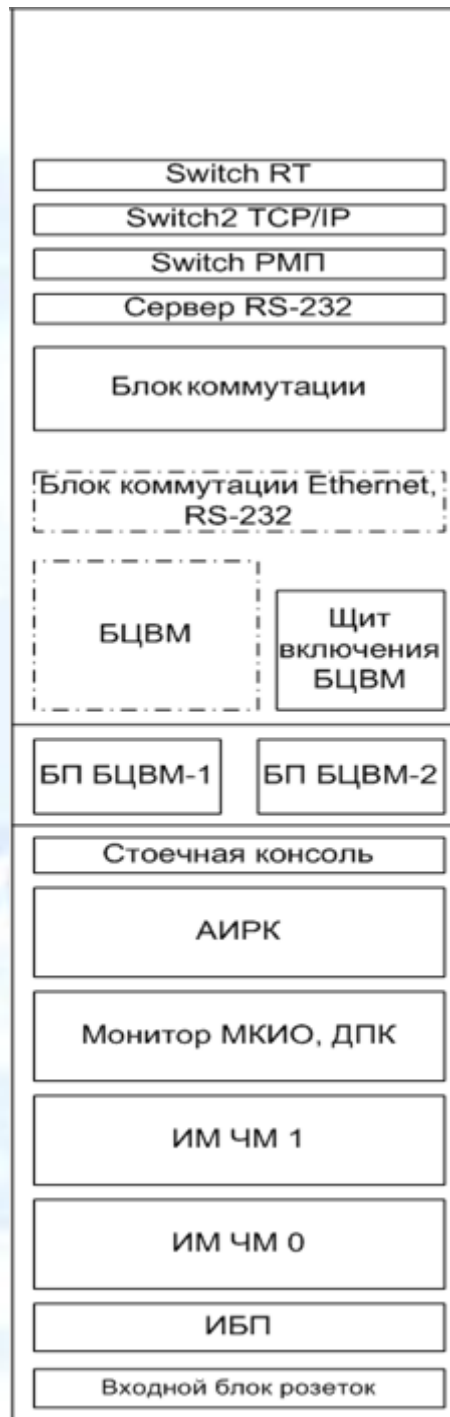 Switch RT
Switch2 TCP/IP
Switch РМП
Сервер RS-232
Блок коммутации
Блок коммутации Ethernet,
RS-232
БЦВМ
Щит
включения
БЦВМ
БП БЦВМ-1
БП БЦВМ-2
Стоечная консоль
АИРК
Монитор МКИО, ДПК
ИМ ЧМ 1
ИМ ЧМ 0
ИБП
Входной блок розеток